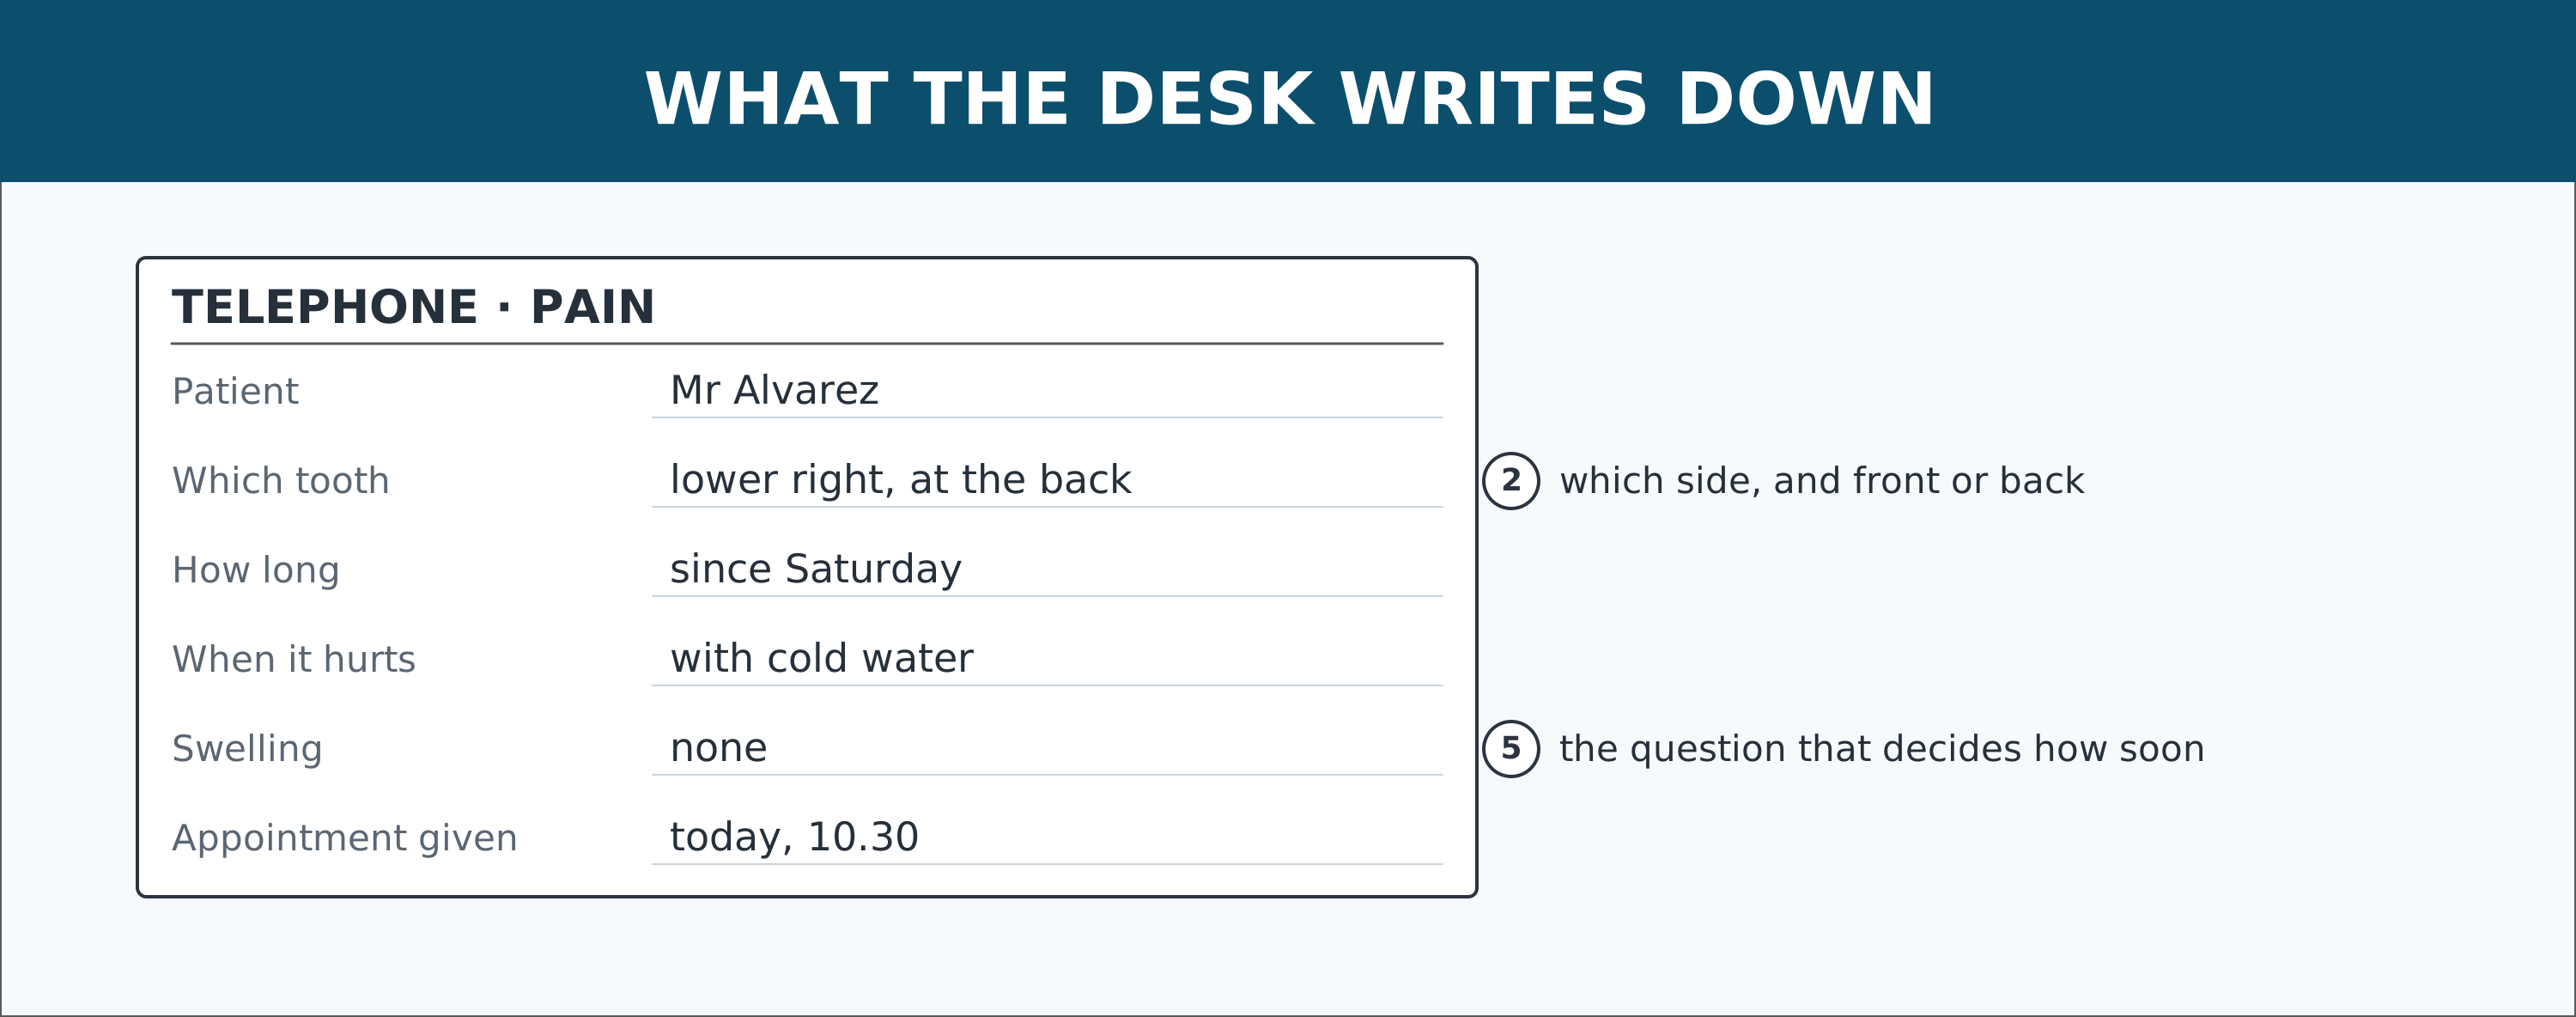 WHAT THE DESK WRITES DOWN
TELEPHONE · PAIN
Patient Mr Alvarez
Which tooth lower right, at the back 2 which side, and front or back
How long since Saturday
When it hurts with cold water
Swelling none 5 the question that decides how soon
Appointment given today, 10.30